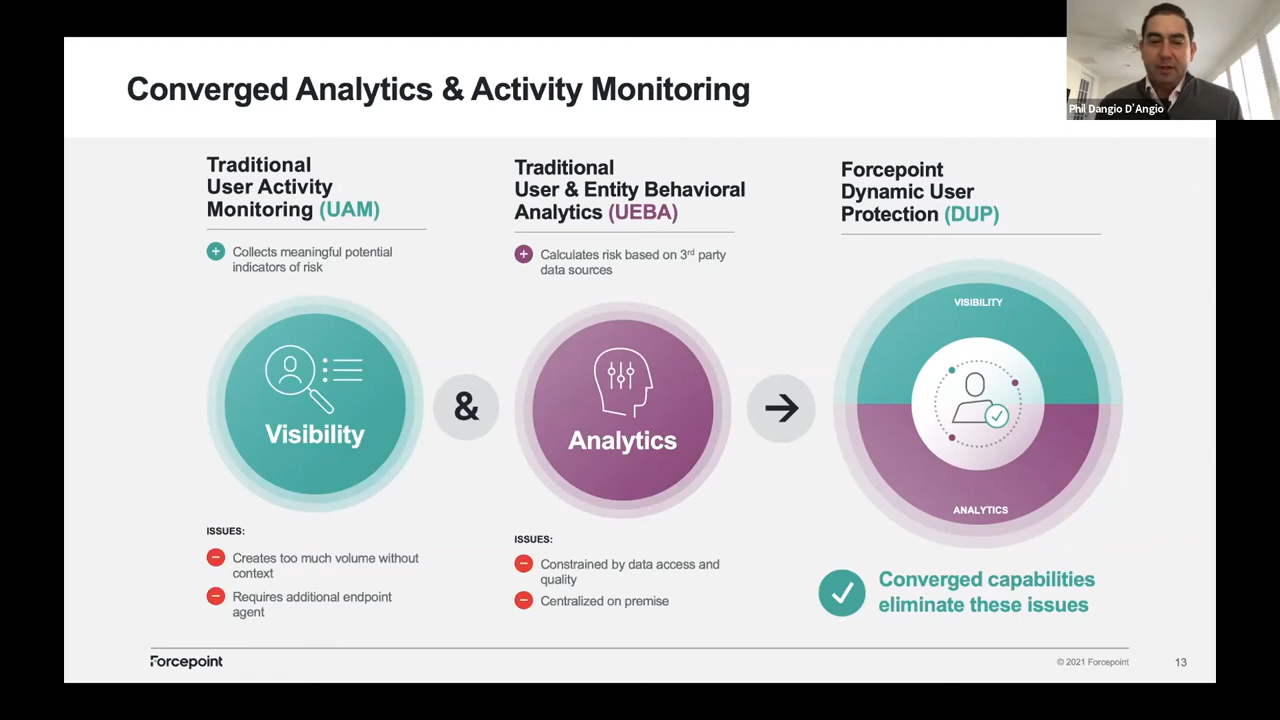 Converged Analytics & Activity Monitoring
Phil Dangio D'Angio
Traditional
User Activity
Monitoring (UAM)
Collects meaningful potential
indicators of risk
Visibility
ISSUES:
Creates too much volume without
context
Requires additional endpoint
agent
&
Traditional
User & Entity Behavioral
Analytics (UEBA)
Calculates risk based on 3rd party
data sources
Analytics
ISSUES:
Constrained by data access and
quality
Centralized on premise
Forcepoint
Dynamic User
Protection (DUP)
VISIBILITY
ANALYTICS
Converged capabilities
eliminate these issues
Forcepoint
© 2021 Forcepoint
13